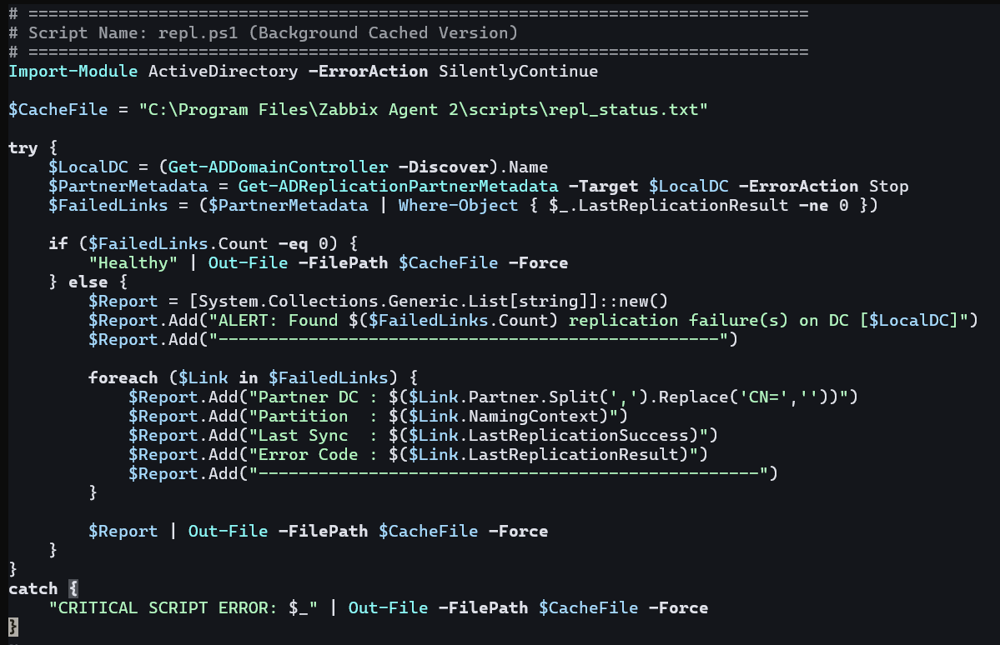 # ==============================================================================
# Script Name: repl.ps1 (Background Cached Version)
# ==============================================================================
Import-Module ActiveDirectory -ErrorAction SilentlyContinue

$CacheFile = "C:\Program Files\Zabbix Agent 2\scripts\repl_status.txt"

try {
    $LocalDC = (Get-ADDomainController -Discover).Name
    $PartnerMetadata = Get-ADReplicationPartnerMetadata -Target $LocalDC -ErrorAction Stop
    $FailedLinks = ($PartnerMetadata | Where-Object { $_.LastReplicationResult -ne 0 })

    if ($FailedLinks.Count -eq 0) {
        "Healthy" | Out-File -FilePath $CacheFile -Force
    } else {
        $Report = [System.Collections.Generic.List[string]]::new()
        $Report.Add("ALERT: Found $($FailedLinks.Count) replication failure(s) on DC [$LocalDC]")
        $Report.Add("--------------------------------------------------")

        foreach ($Link in $FailedLinks) {
            $Report.Add("Partner DC : $($Link.Partner.Split(',').Replace('CN=',''))")
            $Report.Add("Partition  : $($Link.NamingContext)")
            $Report.Add("Last Sync  : $($Link.LastReplicationSuccess)")
            $Report.Add("Error Code : $($Link.LastReplicationResult)")
            $Report.Add("--------------------------------------------------")
        }

        $Report | Out-File -FilePath $CacheFile -Force
    }
}
catch {
    "CRITICAL SCRIPT ERROR: $_" | Out-File -FilePath $CacheFile -Force
}